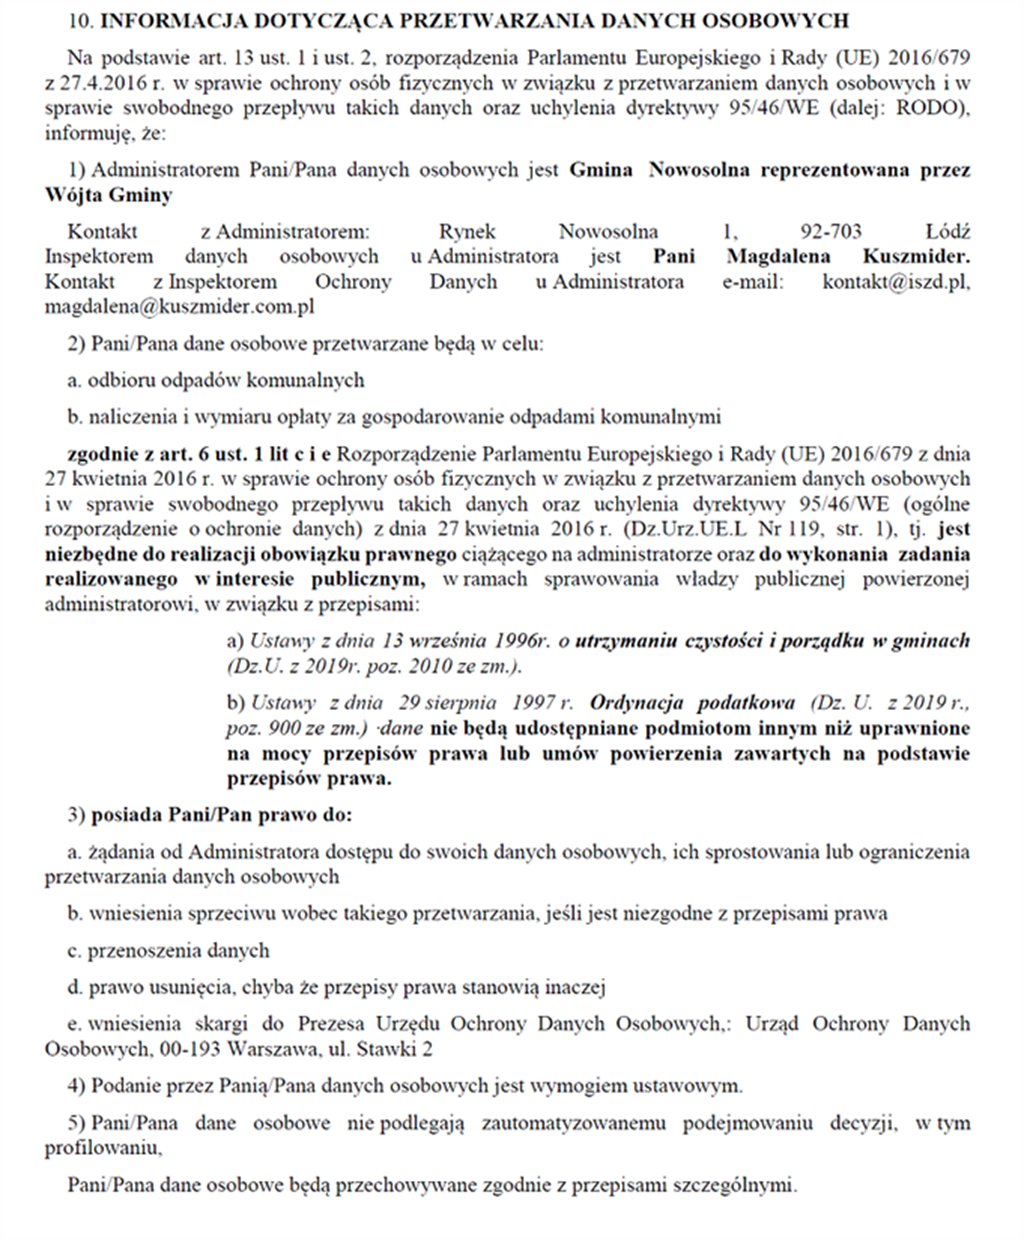 10. INFORMACJA DOTYCZĄCA PRZETWARZANIA DANYCH OSOBOWYCH
Na podstawie art. 13 ust. 1 i ust. 2, rozporządzenia Parlamentu Europejskiego i Rady (UE) 2016/679
z 27.4.2016 r. w sprawie ochrony osób fizycznych w związku z przetwarzaniem danych osobowych i w
sprawie swobodnego przepływu takich danych oraz uchylenia dyrektywy 95/46/WE (dalej: RODO),
informuję, że:
1) Administratorem Pani/Pana danych osobowych jest Gmina Nowosolna reprezentowana przez
Wójta Gminy
Kontakt z Administratorem: Rynek Nowosolna 1, 92-703 Łódź
Inspektorem danych osobowych u Administratora jest Pani Magdalena Kuszmider.
Kontakt z Inspektorem Ochrony Danych u Administratora e-mail: kontakt@iszd.pl,
magdalena@kuszmider.com.pl
2) Pani/Pana dane osobowe przetwarzane będą w celu:
a. odbioru odpadów komunalnych
b. naliczenia i wymiaru opłaty za gospodarowanie odpadami komunalnymi
zgodnie z art. 6 ust. 1 lit c i e Rozporządzenie Parlamentu Europejskiego i Rady (UE) 2016/679 z dnia
27 kwietnia 2016 r. w sprawie ochrony osób fizycznych w związku z przetwarzaniem danych osobowych
i w sprawie swobodnego przepływu takich danych oraz uchylenia dyrektywy 95/46/WE (ogólne
rozporządzenie o ochronie danych) z dnia 27 kwietnia 2016 r. (Dz.Urz.UE.L Nr 119, str. 1), tj. jest
niezbędne do realizacji obowiązku prawnego ciążącego na administratorze oraz do wykonania zadania
realizowanego w interesie publicznym, w ramach sprawowania władzy publicznej powierzonej
administratorowi, w związku z przepisami:
a) Ustawy z dnia 13 września 1996r. o utrzymaniu czystości i porządku w gminach
(Dz.U. z 2019r. poz. 2010 ze zm.).
b) Ustawy z dnia 29 sierpnia 1997 r. Ordynacja podatkowa (Dz. U. z 2019 r.,
poz. 900 ze zm.) ·dane nie będą udostępniane podmiotom innym niż uprawnione
na mocy przepisów prawa lub umów powierzenia zawartych na podstawie
przepisów prawa.
3) posiada Pani/Pan prawo do:
a. żądania od Administratora dostępu do swoich danych osobowych, ich sprostowania lub ograniczenia
przetwarzania danych osobowych
b. wniesienia sprzeciwu wobec takiego przetwarzania, jeśli jest niezgodne z przepisami prawa
c. przenoszenia danych
d. prawo usunięcia, chyba że przepisy prawa stanowią inaczej
e. wniesienia skargi do Prezesa Urzędu Ochrony Danych Osobowych,: Urząd Ochrony Danych
Osobowych, 00-193 Warszawa, ul. Stawki 2
4) Podanie przez Panią/Pana danych osobowych jest wymogiem ustawowym.
5) Pani/Pana dane osobowe nie podlegają zautomatyzowanemu podejmowaniu decyzji, w tym
profilowaniu,
Pani/Pana dane osobowe będą przechowywane zgodnie z przepisami szczególnymi.